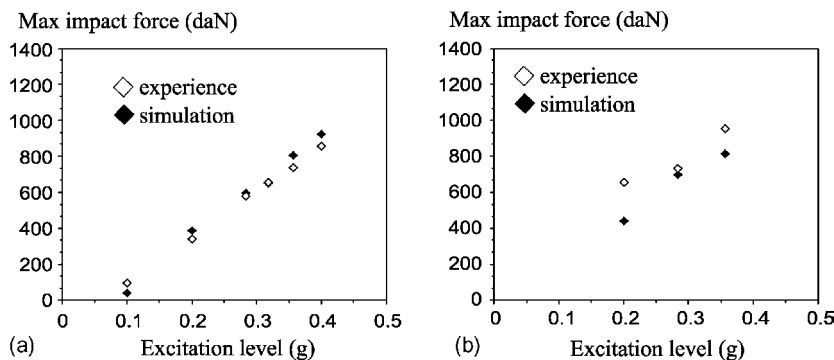 Max impact force (daN)
1400
1200
1000
800
600
400
200
0
experience
simulation
0 0.1 0.2 0.3 0.4 0.5
(a) Excitation level (g)
Max impact force (daN)
1400
1200
1000
800
600
400
200
0
experience
simulation
0 0.1 0.2 0.3 0.4 0.5
(b) Excitation level (g)